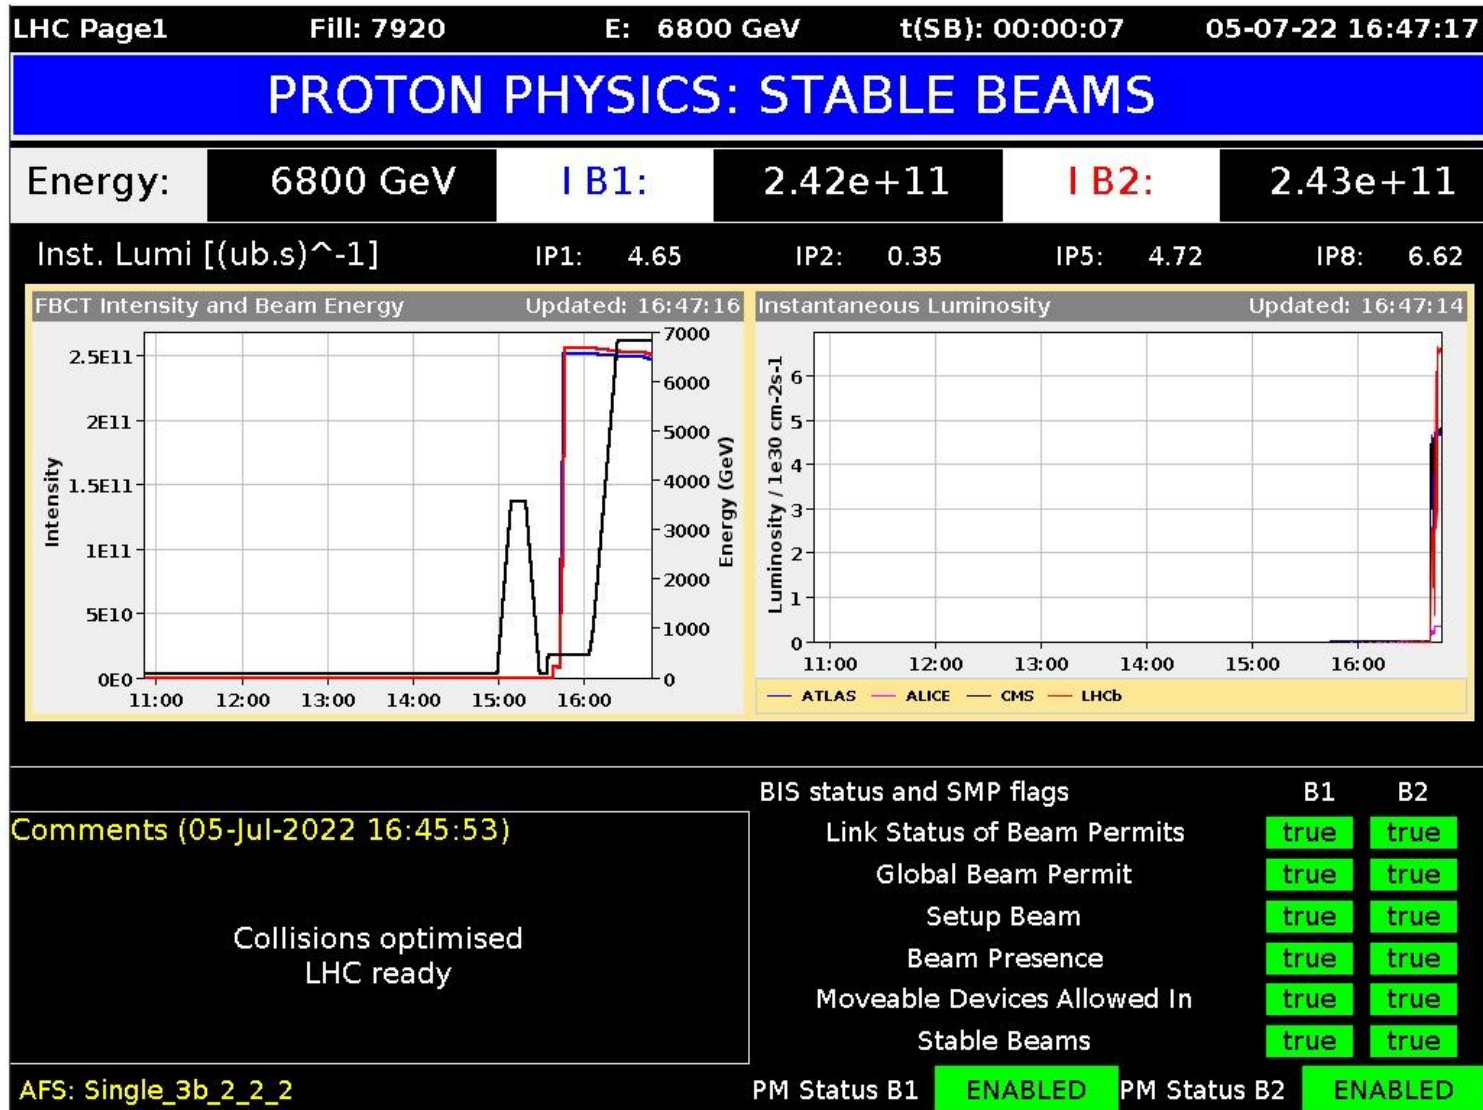 LHC Page1 Fill: 7920 E: 6800 GeV t(SB): 00:00:07 05-07-22 16:47:17
PROTON PHYSICS: STABLE BEAMS
Energy: 6800 GeV I B1: 2.42e+11 I B2: 2.43e+11
Inst. Lumi [(ub.s)^-1] IP1: 4.65 IP2: 0.35 IP5: 4.72 IP8: 6.62
FBCT Intensity and Beam Energy Updated: 16:47:16
Intensity
2.5E11
2E11
1.5E11
1E11
5E10
0E0
7000
6000
5000
4000
3000
2000
1000
0
Energy (GeV)
11:00 12:00 13:00 14:00 15:00 16:00
Instantaneous Luminosity Updated: 16:47:14
Luminosity / 1e30 cm-2s-1
6
5
4
3
2
1
0
11:00 12:00 13:00 14:00 15:00 16:00
ATLAS ALICE CMS LHCb
Comments (05-Jul-2022 16:45:53)
Collisions optimised
LHC ready
BIS status and SMP flags B1 B2
Link Status of Beam Permits true true
Global Beam Permit true true
Setup Beam true true
Beam Presence true true
Moveable Devices Allowed In true true
Stable Beams true true
AFS: Single_3b_2_2_2 PM Status B1 ENABLED PM Status B2 ENABLED